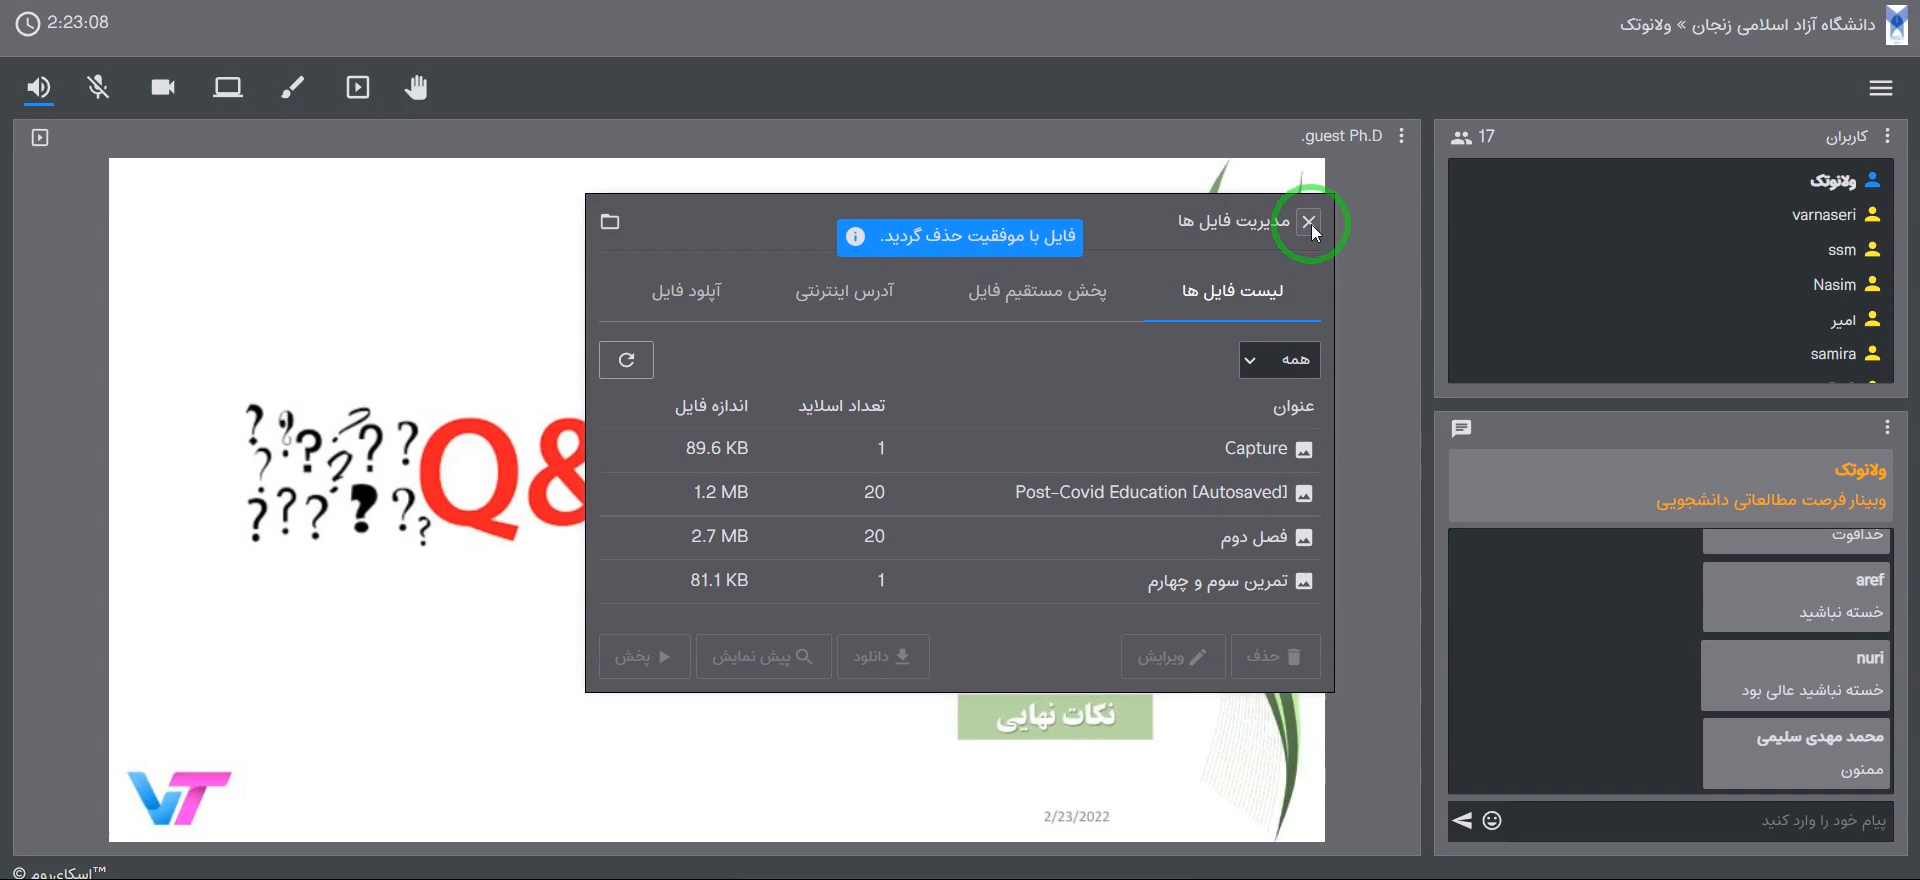 2:23:08
دانشگاه آزاد اسلامی زنجان » ولانوتک
guest Ph.D.
17
کاربران
ولانوتک
varnaseri
ssm
Nasim
امیر
samira
مدیریت فایل ها
فایل با موفقیت حذف گردید.
لیست فایل ها
پخش مستقیم فایل
آدرس اینترنتی
آپلود فایل
همه
عنوان تعداد اسلاید اندازه فایل
Capture 1 89.6 KB
Post-Covid Education [Autosaved] 20 1.2 MB
فصل دوم 20 2.7 MB
تمرین سوم و چهارم 1 81.1 KB
حذف
ویرایش
دانلود
پیش نمایش
پخش
????? Q&
? ?
??? ? ??
نکات نهایی
VT
2/23/2022
ولانوتک
وبینار فرصت مطالعاتی دانشجویی
خداقوت
aref
خسته نباشید
nuri
خسته نباشید عالی بود
محمد مهدی سلیمی
ممنون
پیام خود را وارد کنید
© اسکای‌روم™